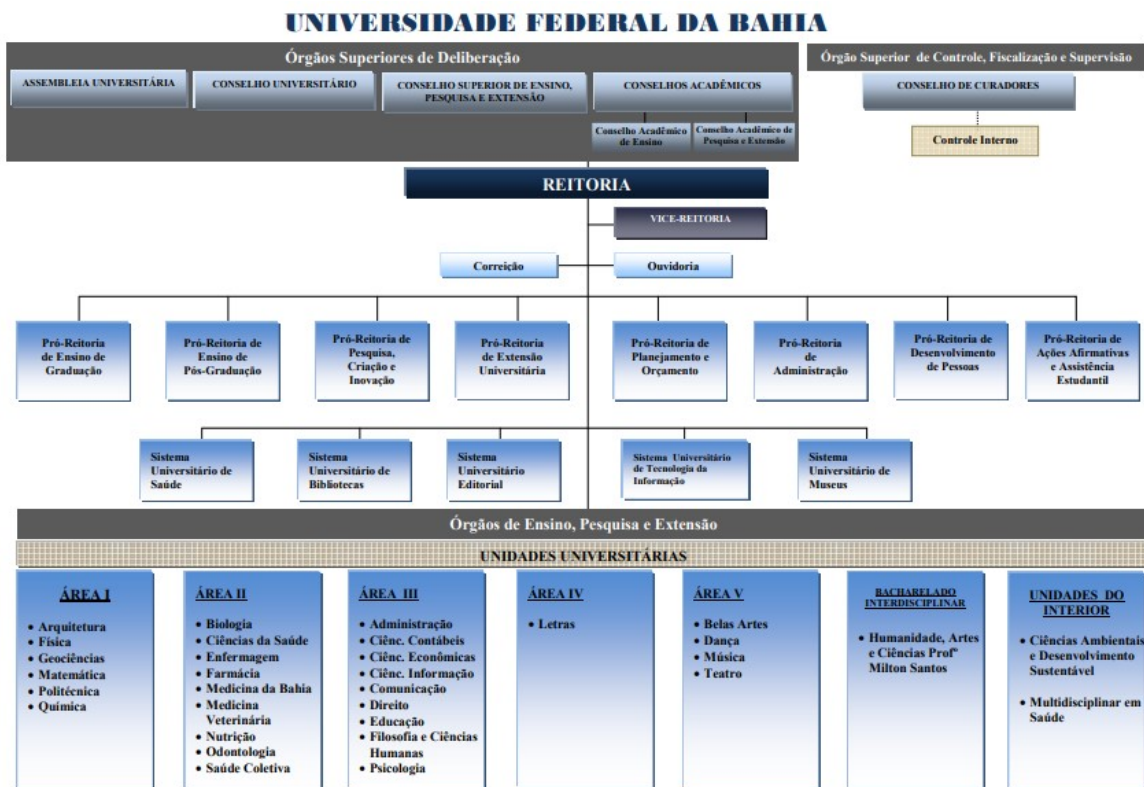 UNIVERSIDADE FEDERAL DA BAHIA
Órgãos Superiores de Deliberação
Órgão Superior de Controle, Fiscalização e Supervisão
ASSEMBLEIA UNIVERSITÁRIA
CONSELHO UNIVERSITÁRIO
CONSELHO SUPERIOR DE ENSINO,
PESQUISA E EXTENSÃO
CONSELHOS ACADÊMICOS
CONSELHO DE CURADORES
Conselho Acadêmico
de Ensino
Conselho Acadêmico de
Pesquisa e Extensão
Controle Interno
REITORIA
VICE-REITORIA
Correição
Ouvidoria
Pró-Reitoria
de Ensino de
Graduação
Pró-Reitoria
de Ensino de
Pós-Graduação
Pró-Reitoria de
Pesquisa,
Criação e
Inovação
Pró-Reitoria
de Extensão
Universitária
Pró-Reitoria de
Planejamento e
Orçamento
Pró-Reitoria
de
Administração
Pró-Reitoria de
Desenvolvimento
de Pessoas
Pró-Reitoria de
Ações Afirmativas
e Assistência
Estudantil
Sistema
Universitário de
Saúde
Sistema
Universitário de
Bibliotecas
Sistema
Universitário
Editorial
Sistema Universitário
de Tecnologia da
Informação
Sistema
Universitário de
Museus
Órgãos de Ensino, Pesquisa e Extensão
UNIDADES UNIVERSITÁRIAS
ÁREA I
• Arquitetura
• Física
• Geociências
• Matemática
• Politécnica
• Química
ÁREA II
• Biologia
• Ciências da Saúde
• Enfermagem
• Farmácia
• Medicina da Bahia
• Medicina
Veterinária
• Nutrição
• Odontologia
• Saúde Coletiva
ÁREA III
• Administração
• Ciênc. Contábeis
• Ciênc. Econômicas
• Ciênc. Informação
• Comunicação
• Direito
• Educação
• Filosofia e Ciências
Humanas
• Psicologia
ÁREA IV
• Letras
ÁREA V
• Belas Artes
• Dança
• Música
• Teatro
BACHARELADO
INTERDISCIPLINAR
• Humanidade, Artes
e Ciências Profº
Milton Santos
UNIDADES DO
INTERIOR
• Ciências Ambientais
e Desenvolvimento
Sustentável
• Multidisciplinar em
Saúde